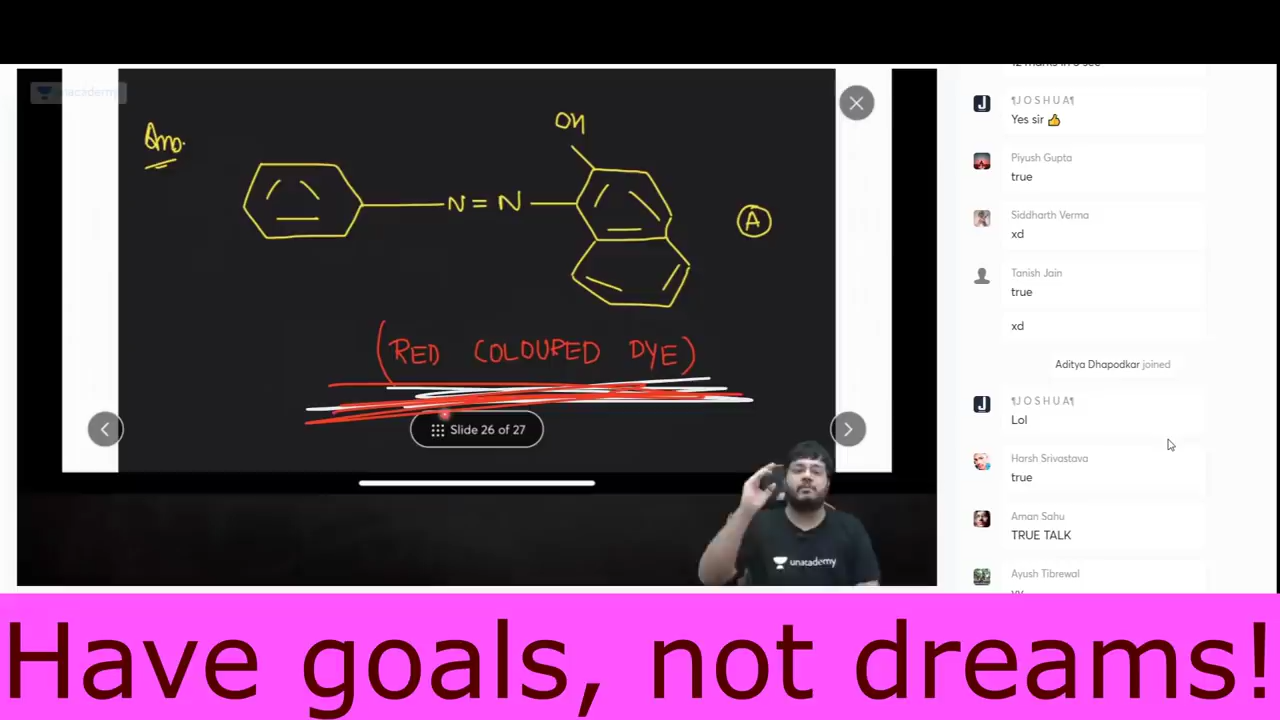 unacademy
Ans.
OH
N=N
A
(RED COLOUPED DYE)
Slide 26 of 27
unacademy
¶J O S H U A¶
Yes sir 👍
Piyush Gupta
true
Siddharth Verma
xd
Tanish Jain
true
xd
Aditya Dhapodkar joined
¶J O S H U A¶
Lol
Harsh Srivastava
true
Aman Sahu
TRUE TALK
Ayush Tibrewal
Have goals, not dreams!